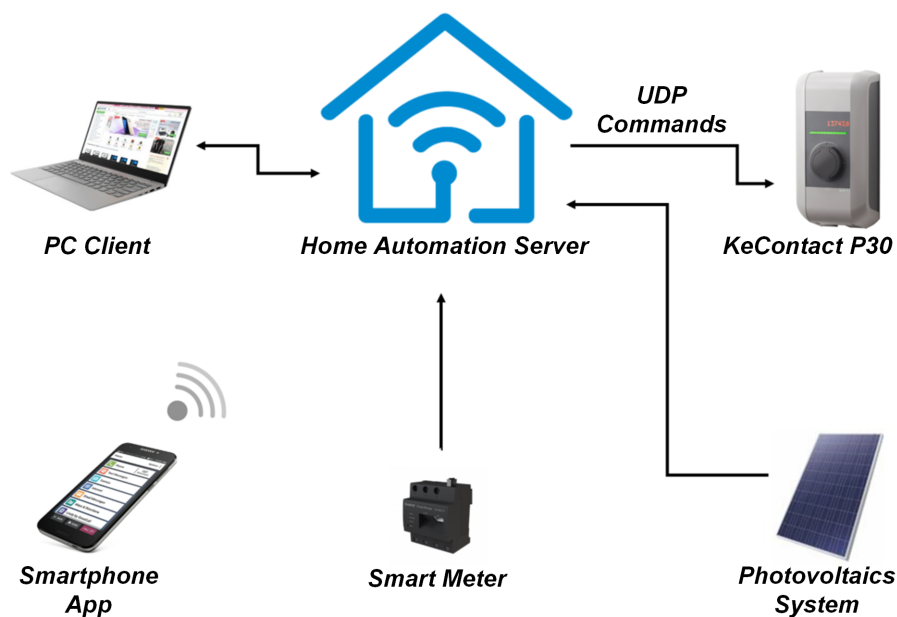 UDP
Commands
PC Client
Home Automation Server
KeContact P30
Smartphone
App
Smart Meter
Photovoltaics
System